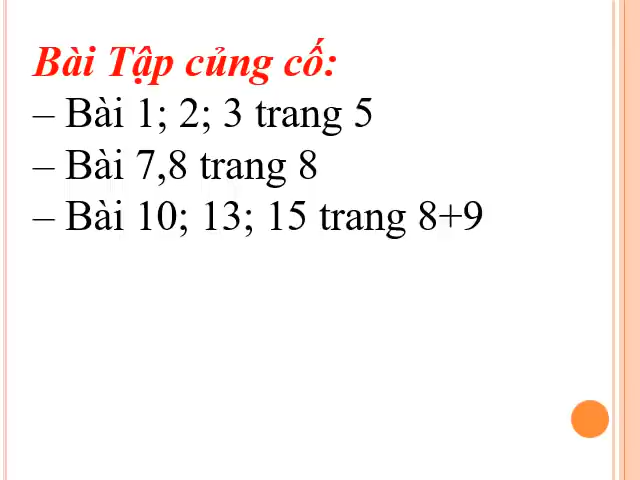 Bài Tập củng cố:
– Bài 1; 2; 3 trang 5
– Bài 7,8 trang 8
– Bài 10; 13; 15 trang 8+9